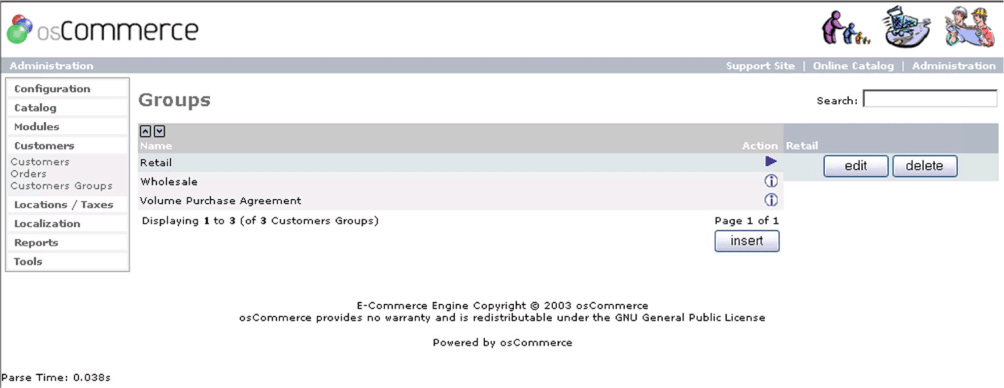 osCommerce
Administration
Support Site | Online Catalog | Administration
Configuration
Catalog
Modules
Customers
Customers
Orders
Customers Groups
Locations / Taxes
Localization
Reports
Tools
Groups
Search:
Name Action
Retail
Wholesale
Volume Purchase Agreement
Displaying 1 to 3 (of 3 Customers Groups)
Page 1 of 1
insert
Retail
edit delete
E-Commerce Engine Copyright © 2003 osCommerce
osCommerce provides no warranty and is redistributable under the GNU General Public License
Powered by osCommerce
Parse Time: 0.038s